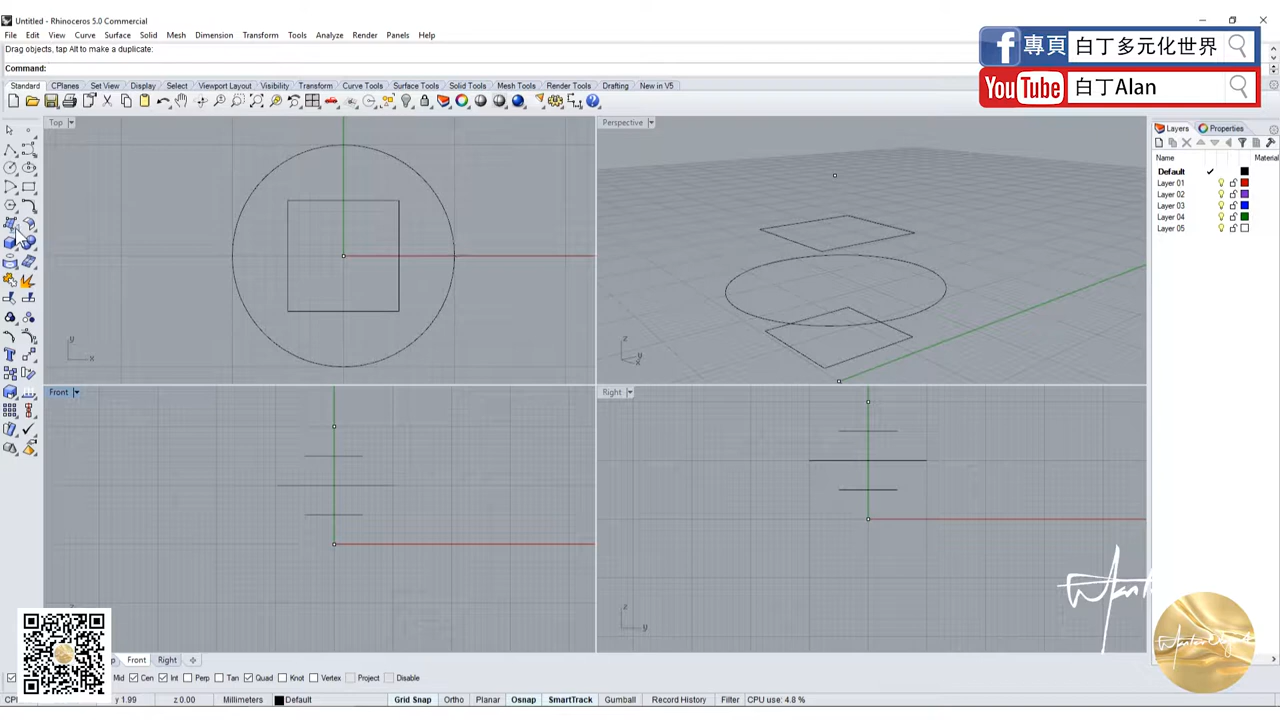 Untitled - Rhinoceros 5.0 Commercial
File Edit View Curve Surface Solid Mesh Dimension Transform Tools Analyze Render Panels Help
Drag objects, tap Alt to make a duplicate:
Command:
專頁 白丁多元化世界
YouTube 白丁Alan
Standard CPlanes Set View Display Select Viewport Layout Visibility Transform Curve Tools Surface Tools Solid Tools Mesh Tools Render Tools Drafting New in V5
Top
Perspective
Layers Properties
Name Material
Default
Layer 01
Layer 02
Layer 03
Layer 04
Layer 05
y
x
z
y
x
Front
Right
z
y
Front Right
Mid Cen Int Perp Tan Quad Knot Vertex Project Disable
y 1.99 z 0.00 Millimeters Default Grid Snap Ortho Planar Osnap SmartTrack Gumball Record History Filter CPU use: 4.8 %